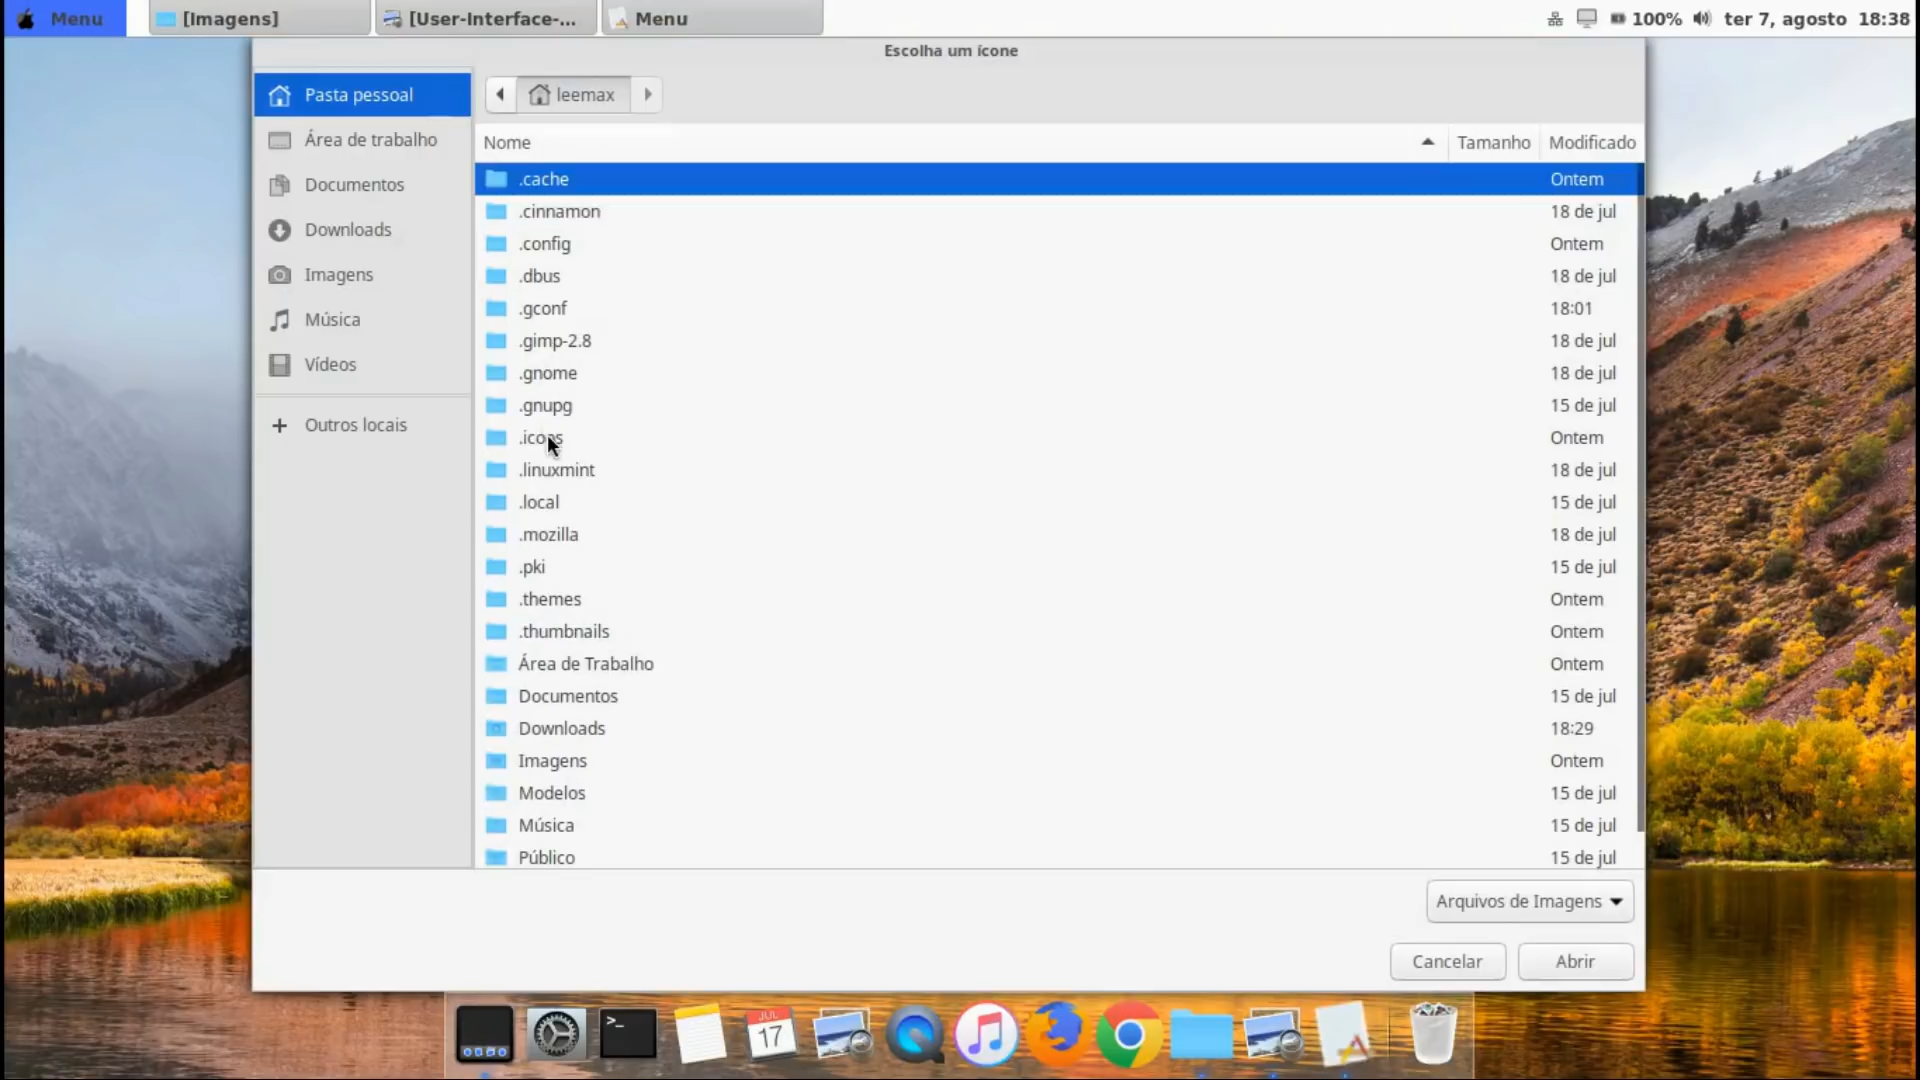 Menu
[Imagens]
[User-Interface-...
Menu
100%
ter 7, agosto 18:38
Escolha um ícone
Pasta pessoal
Área de trabalho
Documentos
Downloads
Imagens
Música
Vídeos
+ Outros locais
leemax
Nome Tamanho Modificado
.cache Ontem
.cinnamon 18 de jul
.config Ontem
.dbus 18 de jul
.gconf 18:01
.gimp-2.8 18 de jul
.gnome 18 de jul
.gnupg 15 de jul
.icons Ontem
.linuxmint 18 de jul
.local 15 de jul
.mozilla 18 de jul
.pki 15 de jul
.themes Ontem
.thumbnails Ontem
Área de Trabalho Ontem
Documentos 15 de jul
Downloads 18:29
Imagens Ontem
Modelos 15 de jul
Música 15 de jul
Público 15 de jul
Arquivos de Imagens
Cancelar Abrir
>_
JUL
17